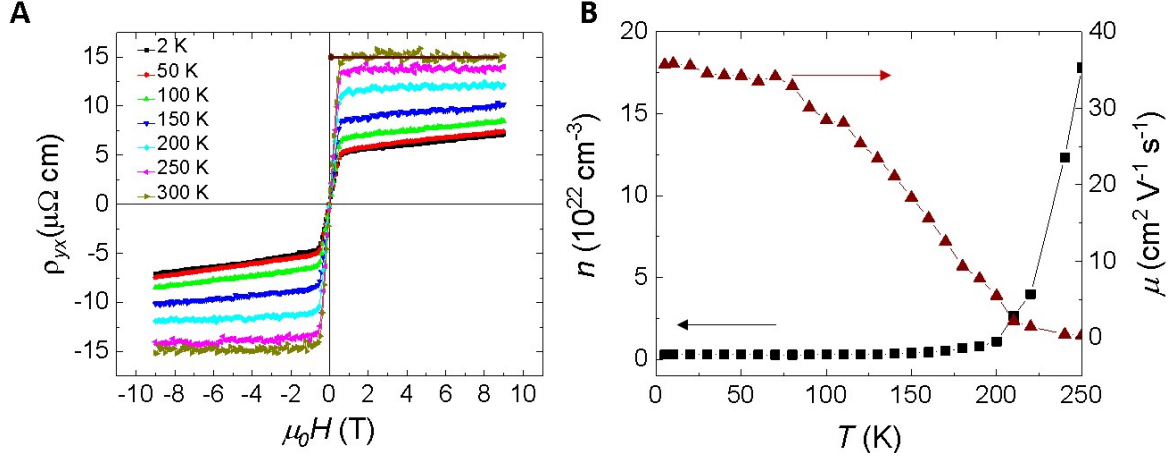 A
15
10
5
0
-5
-10
-15
2 K
50 K
100 K
150 K
200 K
250 K
300 K
-10 -8 -6 -4 -2 0 2 4 6 8 10
ρyx(μΩ cm)
μ0H (T)
B
20
15
10
5
0
40
30
20
10
0
0 50 100 150 200 250
n (10²² cm⁻³)
μ (cm² V⁻¹ s⁻¹)
T (K)